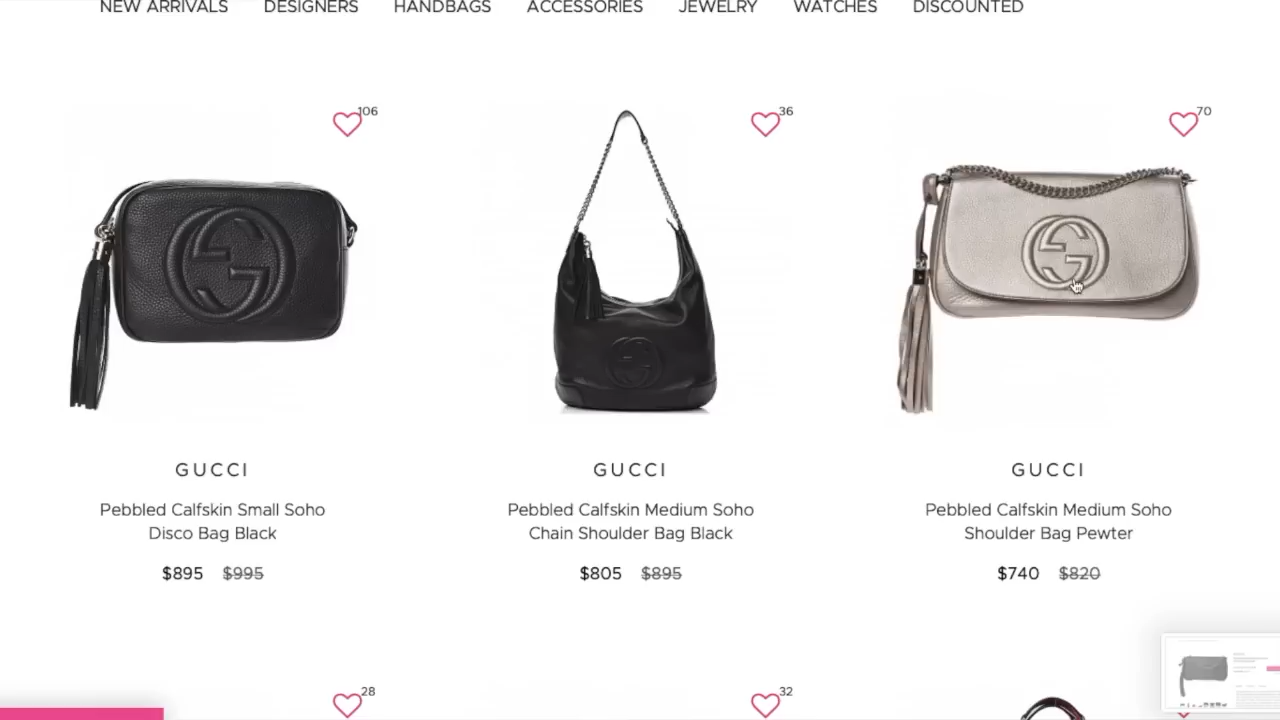 NEW ARRIVALS DESIGNERS HANDBAGS ACCESSORIES JEWELRY WATCHES DISCOUNTED
106
36
70
GUCCI
Pebbled Calfskin Small Soho
Disco Bag Black
$895 $995
GUCCI
Pebbled Calfskin Medium Soho
Chain Shoulder Bag Black
$805 $895
GUCCI
Pebbled Calfskin Medium Soho
Shoulder Bag Pewter
$740 $820
28
32